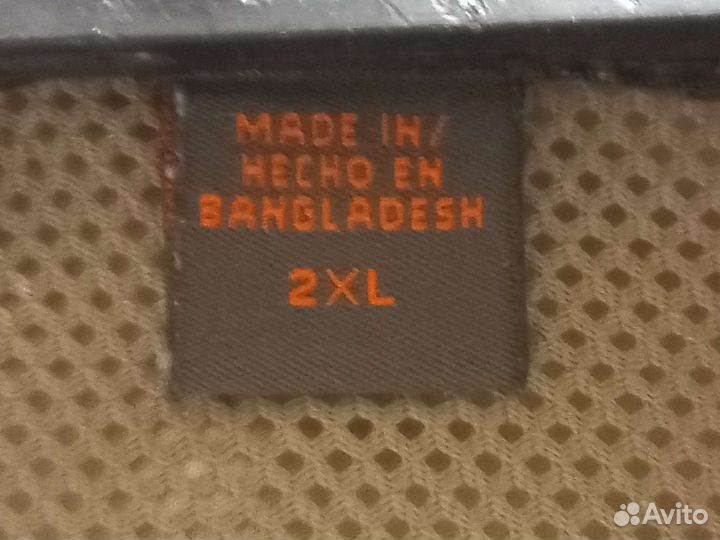 MADE IN/
HECHO EN
BANGLADESH
2XL
Avito